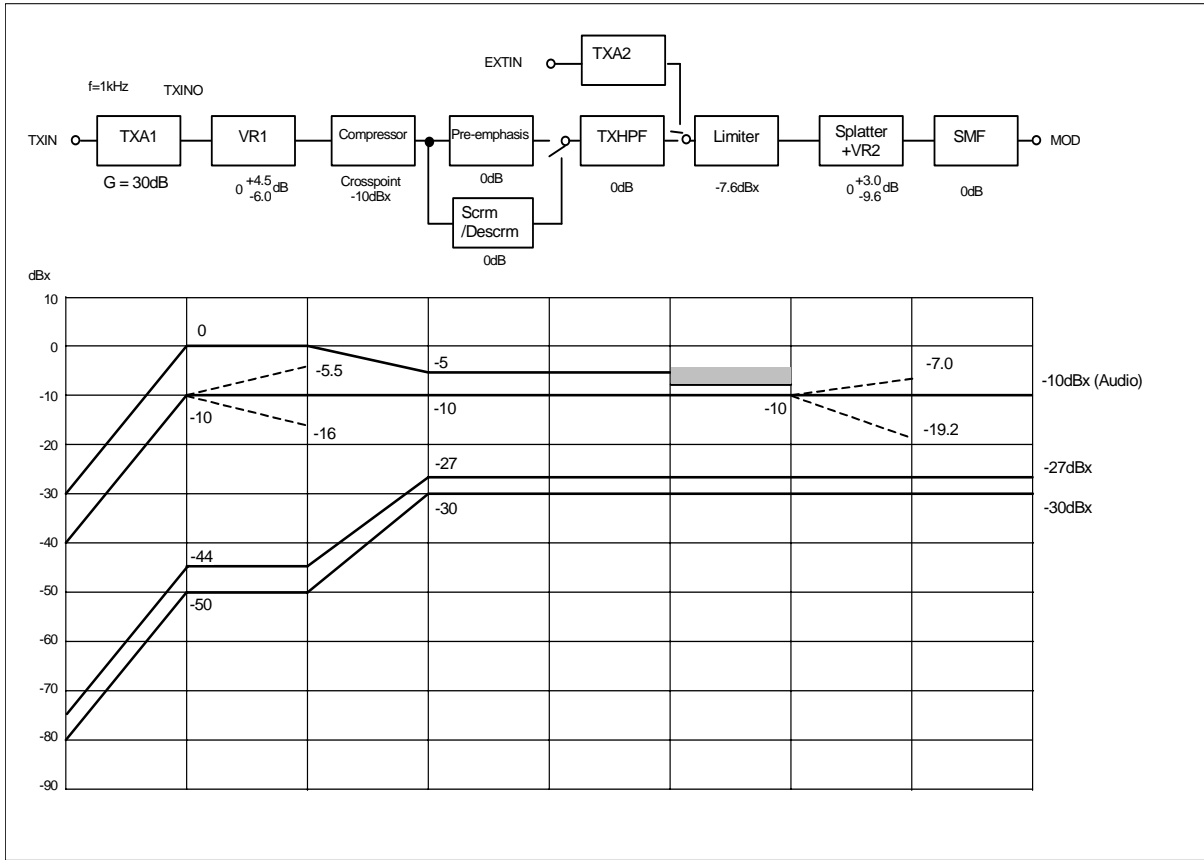 EXTIN
TXA2
f=1kHz
TXINO
TXIN
TXA1
VR1
Compressor
Pre-emphasis
TXHPF
Limiter
Splatter
+VR2
SMF
MOD
G = 30dB
0 +4.5 -6.0 dB
Crosspoint
-10dBx
0dB
0dB
-7.6dBx
0 +3.0 -9.6 dB
0dB
Scrm
/Descrm
0dB
dBx
10
0
-10
-20
-30
-40
-50
-60
-70
-80
-90
0
-5
-5.5
-7.0
-10
-10
-10
-10dBx (Audio)
-16
-19.2
-27
-27dBx
-30
-30dBx
-44
-50